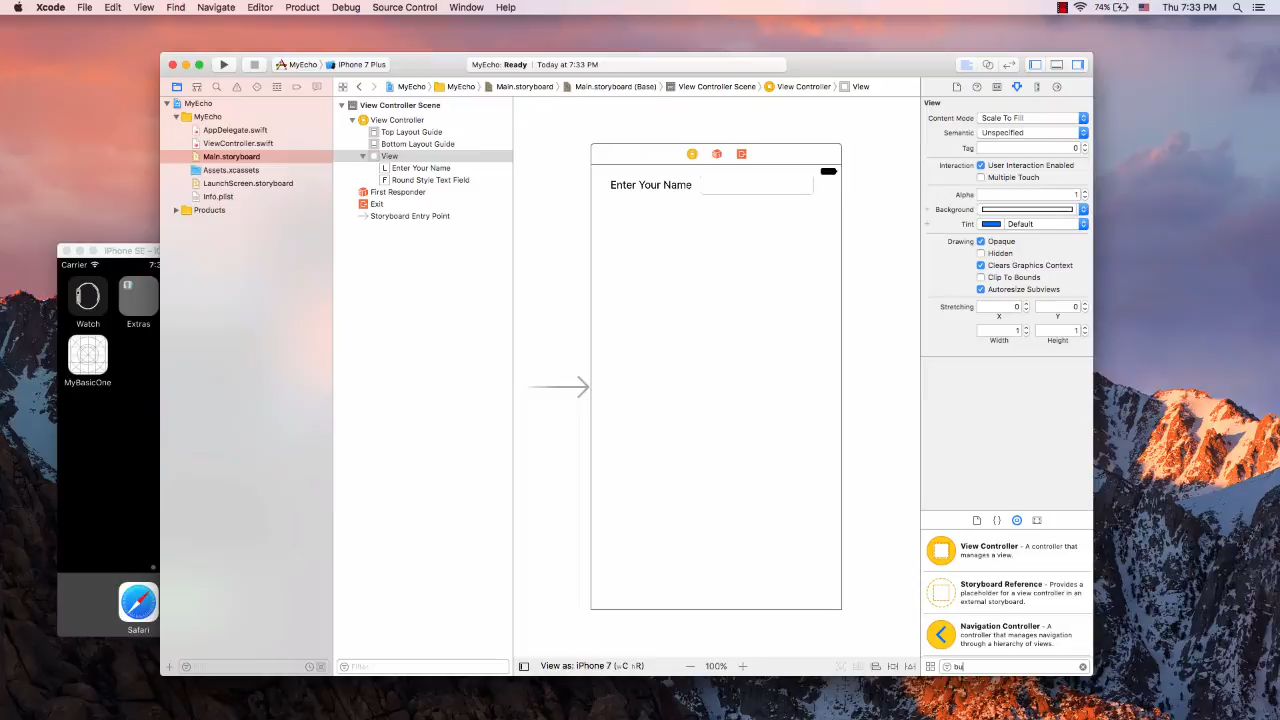 Xcode File Edit View Find Navigate Editor Product Debug Source Control Window Help 74% Thu 7:33 PM
MyEcho iPhone 7 Plus MyEcho: Ready Today at 7:33 PM
MyEcho MyEcho Main.storyboard Main.storyboard (Base) View Controller Scene View Controller View
MyEcho
MyEcho
AppDelegate.swift
ViewController.swift
Main.storyboard
Assets.xcassets
LaunchScreen.storyboard
Info.plist
Products
View Controller Scene
View Controller
Top Layout Guide
Bottom Layout Guide
View
L Enter Your Name
F Round Style Text Field
First Responder
Exit
Storyboard Entry Point
Filter
iPhone SE –
Carrier
Watch
Extras
MyBasicOne
Safari
Enter Your Name
View as: iPhone 7 (wC hR) 100%
View
Content Mode Scale To Fill
Semantic Unspecified
Tag 0
Interaction User Interaction Enabled
Multiple Touch
Alpha 1
Background
Tint Default
Drawing Opaque
Hidden
Clears Graphics Context
Clip To Bounds
Autoresize Subviews
Stretching 0 0
X Y
1 1
Width Height
View Controller - A controller that
manages a view.
Storyboard Reference - Provides a
placeholder for a view controller in an
external storyboard.
Navigation Controller - A
controller that manages navigation
through a hierarchy of views.
bu